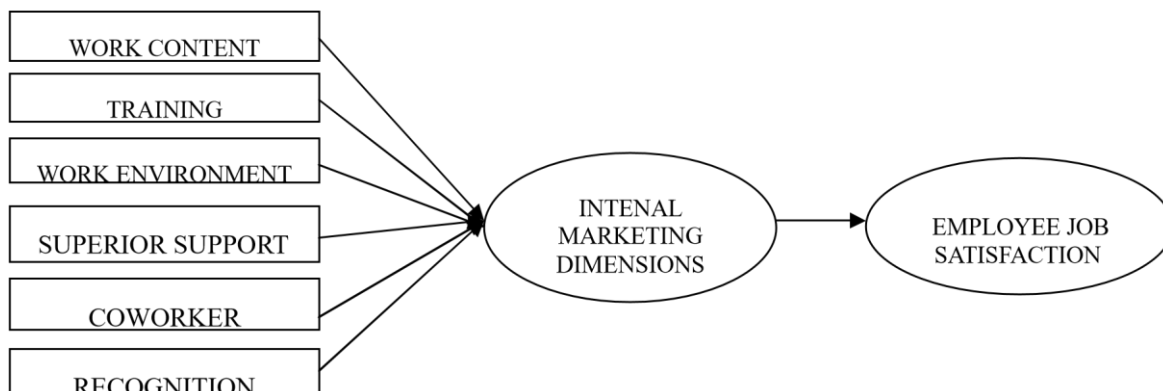 WORK CONTENT
TRAINING
WORK ENVIRONMENT
SUPERIOR SUPPORT
COWORKER
RECOGNITION
INTENAL
MARKETING
DIMENSIONS
EMPLOYEE JOB
SATISFACTION